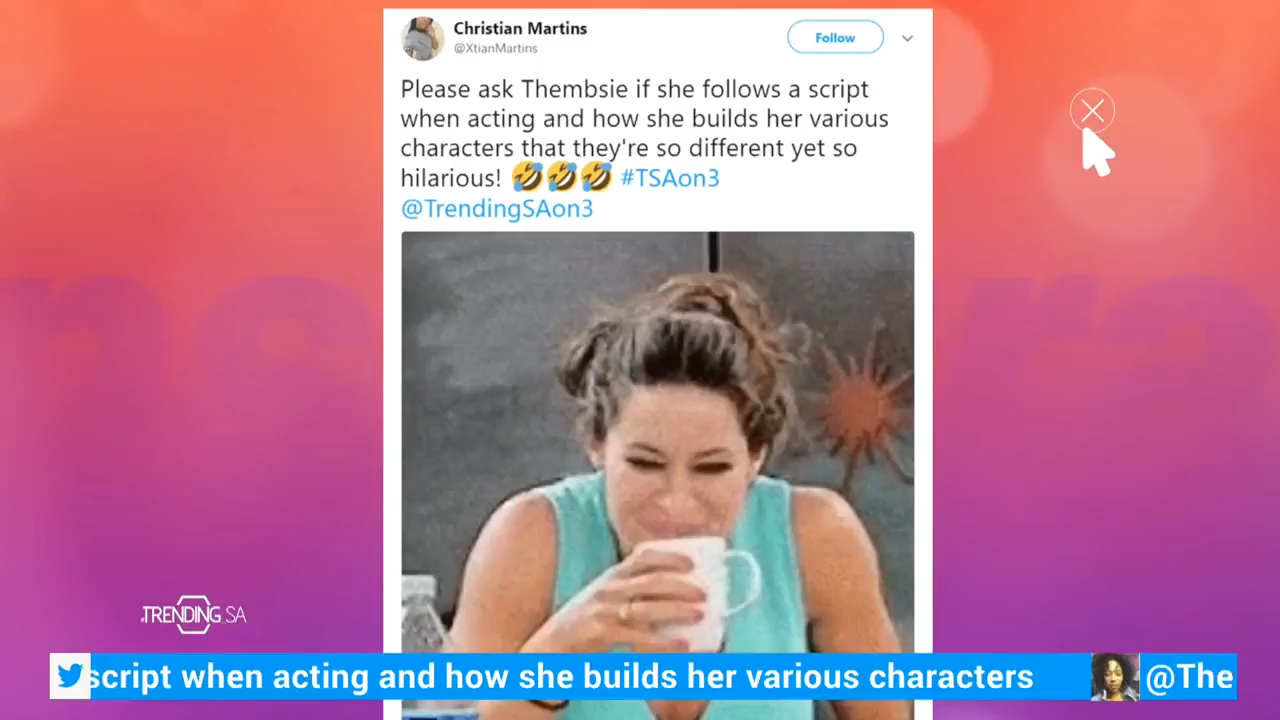 Christian Martins
@XtianMartins
Follow
Please ask Thembsie if she follows a script
when acting and how she builds her various
characters that they're so different yet so
hilarious! 🤣🤣🤣 #TSAon3
@TrendingSAon3
TRENDING_SA
script when acting and how she builds her various characters
@The